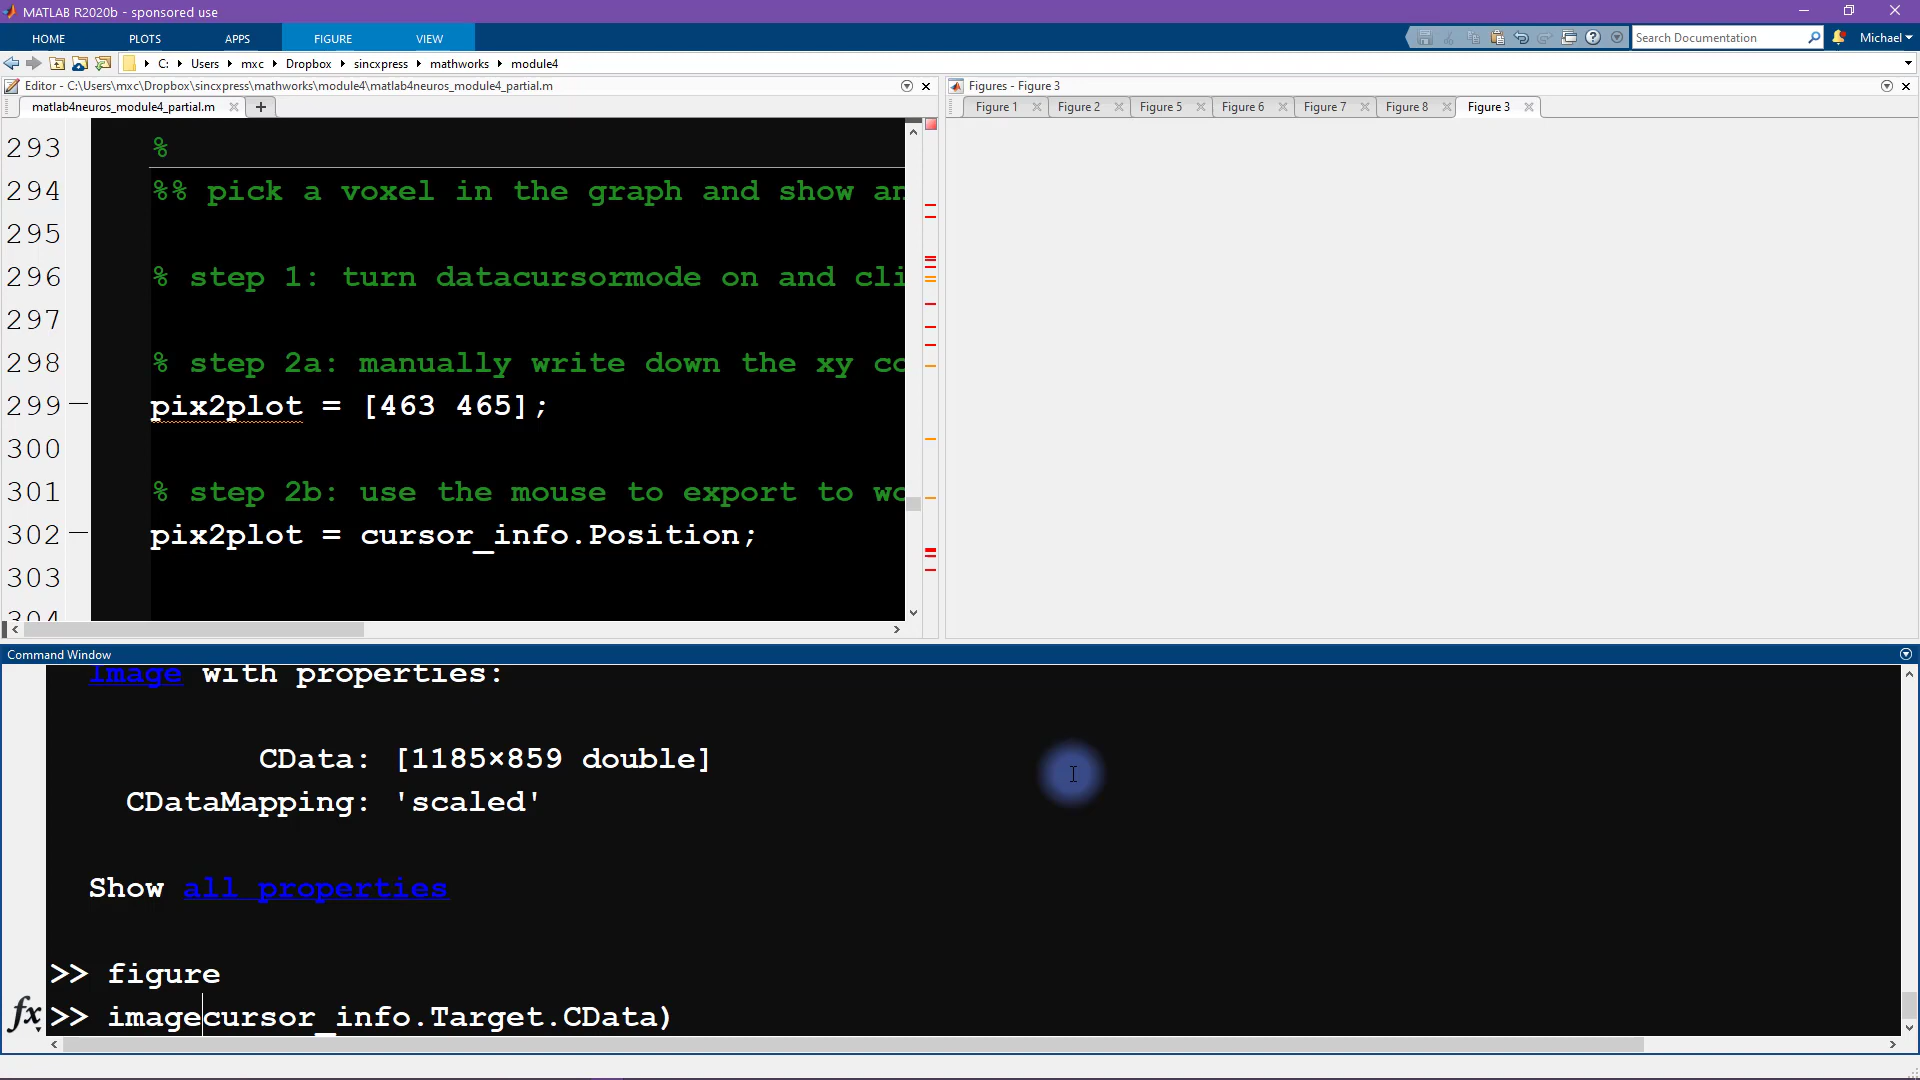 MATLAB R2020b - sponsored use
HOME PLOTS APPS FIGURE VIEW
Search Documentation
Michael
C: Users mxc Dropbox sincxpress mathworks module4
Editor - C:\Users\mxc\Dropbox\sincxpress\mathworks\module4\matlab4neuros_module4_partial.m
matlab4neuros_module4_partial.m
293 %
294 %% pick a voxel in the graph and show an
295
296 % step 1: turn datacursormode on and cli
297
298 % step 2a: manually write down the xy co
299 pix2plot = [463 465];
300
301 % step 2b: use the mouse to export to wo
302 pix2plot = cursor_info.Position;
303
304
Figures - Figure 3
Figure 1 Figure 2 Figure 5 Figure 6 Figure 7 Figure 8 Figure 3
Command Window
Image with properties:
CData: [1185×859 double]
CDataMapping: 'scaled'
Show all properties
>> figure
fx >> imagecursor_info.Target.CData)